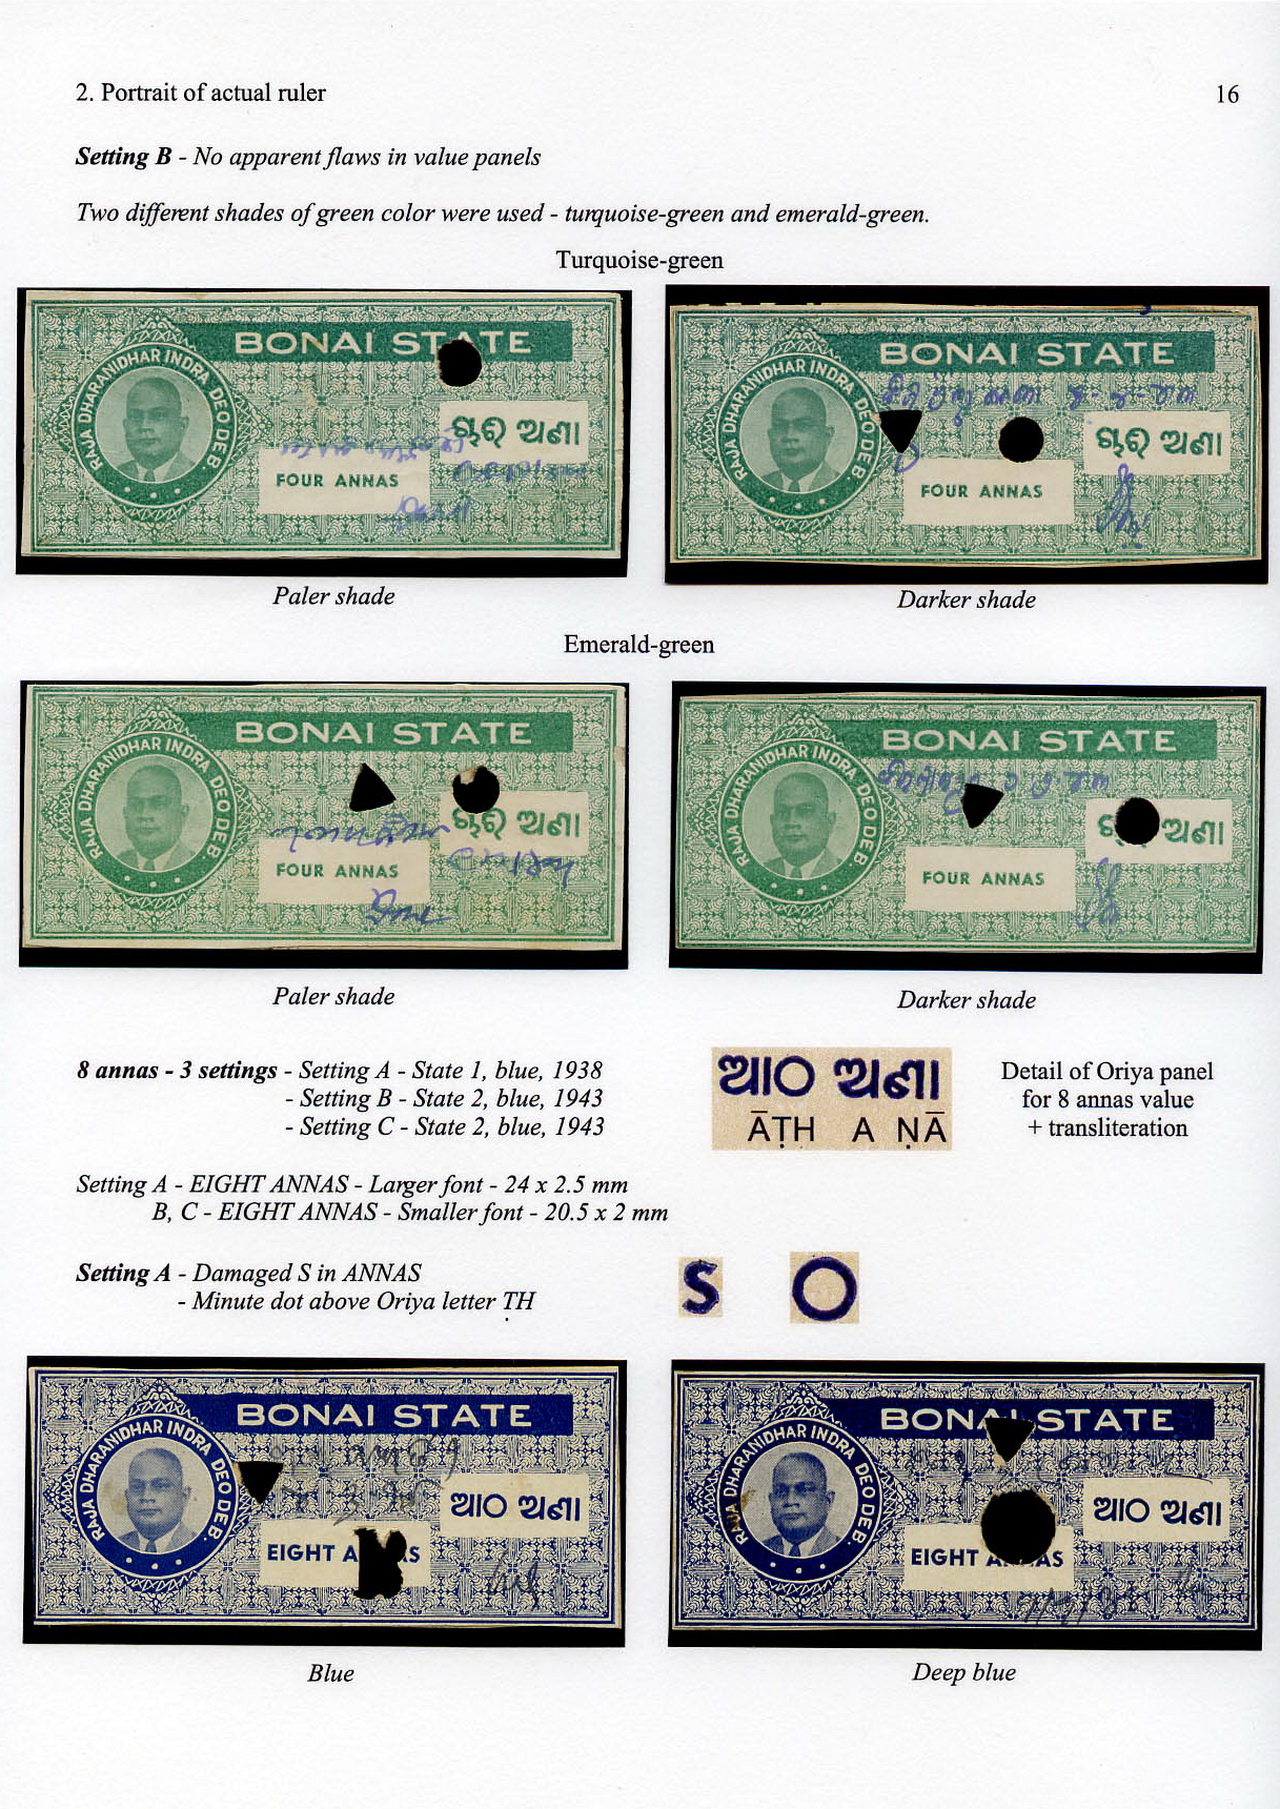 2. Portrait of actual ruler
16
Setting B - No apparent flaws in value panels
Two different shades of green color were used - turquoise-green and emerald-green.
Turquoise-green
BONAI STATE
RAJA DHARANIDHAR INDRA DEO DEB.
ଚାରି ଅଣା
FOUR ANNAS
BONAI STATE
RAJA DHARANIDHAR INDRA DEO DEB.
ଚାରି ଅଣା
FOUR ANNAS
Paler shade
Darker shade
Emerald-green
BONAI STATE
RAJA DHARANIDHAR INDRA DEO DEB.
ଚାରି ଅଣା
FOUR ANNAS
BONAI STATE
RAJA DHARANIDHAR INDRA DEO DEB.
ଅଣା
FOUR ANNAS
Paler shade
Darker shade
8 annas - 3 settings - Setting A - State 1, blue, 1938
- Setting B - State 2, blue, 1943
- Setting C - State 2, blue, 1943
ଆଠ ଅଣା
ĀṬH A ṆĀ
Detail of Oriya panel
for 8 annas value
+ transliteration
Setting A - EIGHT ANNAS - Larger font - 24 x 2.5 mm
B, C - EIGHT ANNAS - Smaller font - 20.5 x 2 mm
Setting A - Damaged S in ANNAS
- Minute dot above Oriya letter ṬH
S
ଠ
BONAI STATE
RAJA DHARANIDHAR INDRA DEO DEB.
ଆଠ ଅଣା
EIGHT A S
BONAI STATE
RAJA DHARANIDHAR INDRA DEO DEB.
ଆଠ ଅଣା
EIGHT A AS
Blue
Deep blue